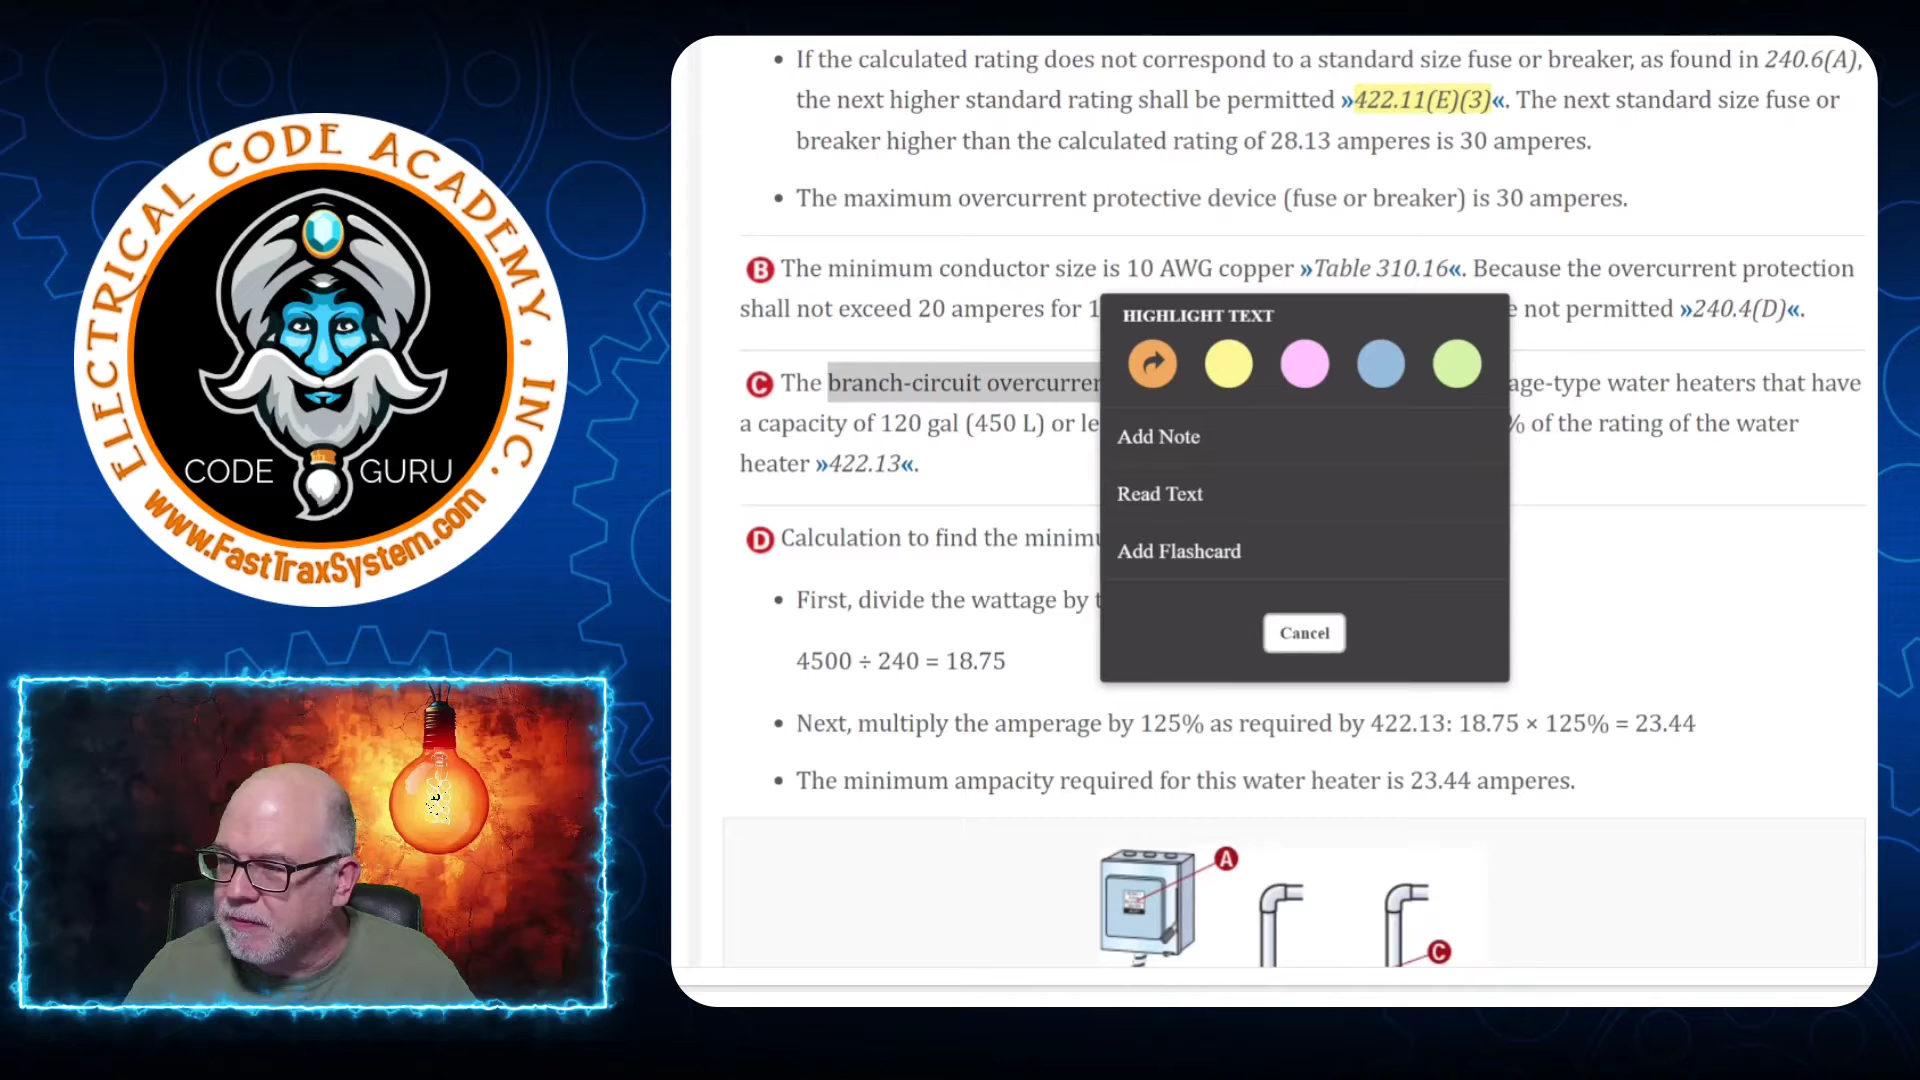 ELECTRICAL CODE ACADEMY, INC.
CODE GURU
www.FastTraxSystem.com
• If the calculated rating does not correspond to a standard size fuse or breaker, as found in 240.6(A),
the next higher standard rating shall be permitted »422.11(E)(3)«. The next standard size fuse or
breaker higher than the calculated rating of 28.13 amperes is 30 amperes.
• The maximum overcurrent protective device (fuse or breaker) is 30 amperes.
B The minimum conductor size is 10 AWG copper »Table 310.16«. Because the overcurrent protection
shall not exceed 20 amperes for 1 e not permitted »240.4(D)«.
C The branch-circuit overcurren age-type water heaters that have
a capacity of 120 gal (450 L) or le % of the rating of the water
heater »422.13«.
D Calculation to find the minimu
• First, divide the wattage by t
4500 ÷ 240 = 18.75
• Next, multiply the amperage by 125% as required by 422.13: 18.75 × 125% = 23.44
• The minimum ampacity required for this water heater is 23.44 amperes.
HIGHLIGHT TEXT
Add Note
Read Text
Add Flashcard
Cancel
A
C